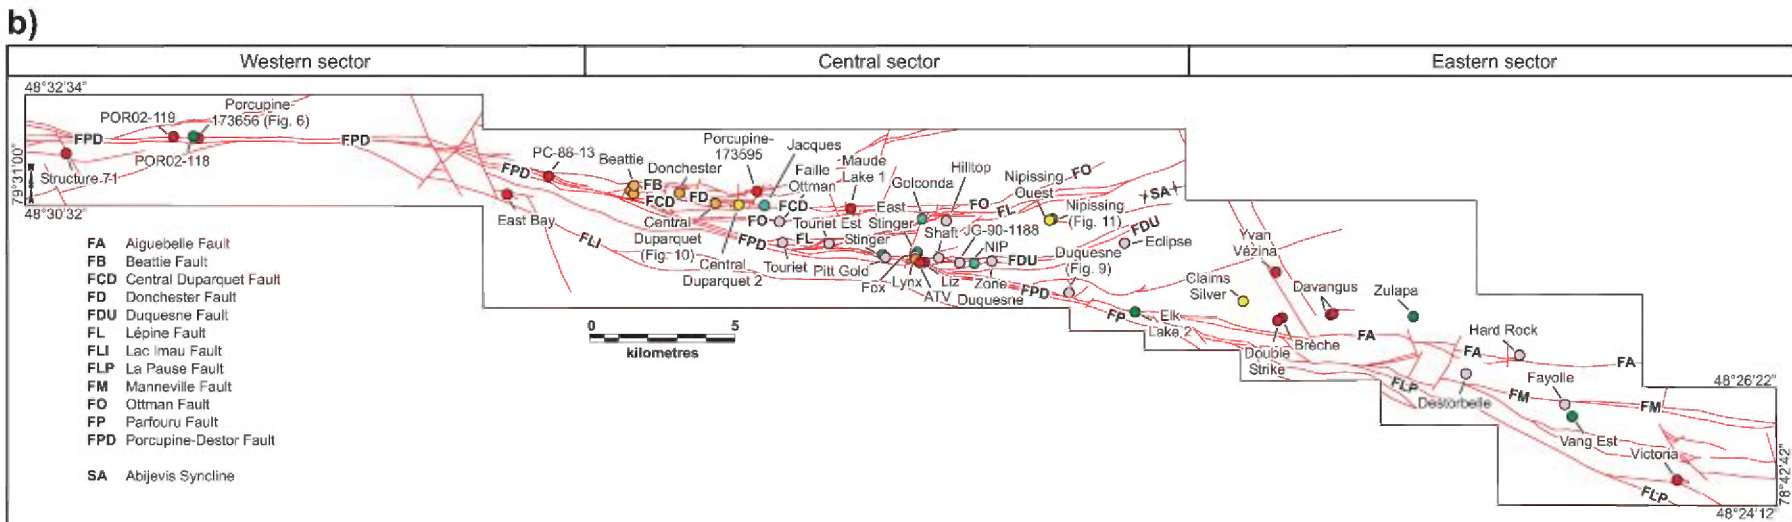 b)
Western sector
Central sector
Eastern sector
48°32'34"
79°31'00"
48°30'32"
POR02-119
Porcupine-
173656 (Fig. 6)
FPD
FPD
POR02-118
Structure 71
PC-88-13
FPD
East Bay
FLI
Beattie
FB
FCD
Donchester
FD
Porcupine-
173595
Jacques
Faille
Ottman
FCD
Maude
Lake 1
Central
Duparquet
(Fig. 10)
Central
Duparquet 2
FO
Touriet Est
FPD
FL
Touriet
Stinger
Pitt Gold
East
Stinger
Golconda
Hilltop
FO
FL
Nipissing
Ouest
FO
SA
Nipissing
(Fig. 11)
Shaft
JG-90-1188
NIP
FDU
FDU
Eclipse
Duquesne
(Fig. 9)
Fox
Lynx
ATV
Liz
Zone
Duquesne
FPD
FP
Elk
Lake 2
Yvan
Vézina
Claims
Silver
Davangus
Zulapa
Double
Strike
Brèche
FA
FA
Hard Rock
FA
FLP
Destorbelle
FM
Fayolle
FM
Vang Est
Victoria
FLP
48°26'22"
78°42'42"
48°24'12"
0 5
kilometres
FA Aiguebelle Fault
FB Beattie Fault
FCD Central Duparquet Fault
FD Donchester Fault
FDU Duquesne Fault
FL Lépine Fault
FLI Lac Imau Fault
FLP La Pause Fault
FM Manneville Fault
FO Ottman Fault
FP Parfouru Fault
FPD Porcupine-Destor Fault
SA Abijevis Syncline